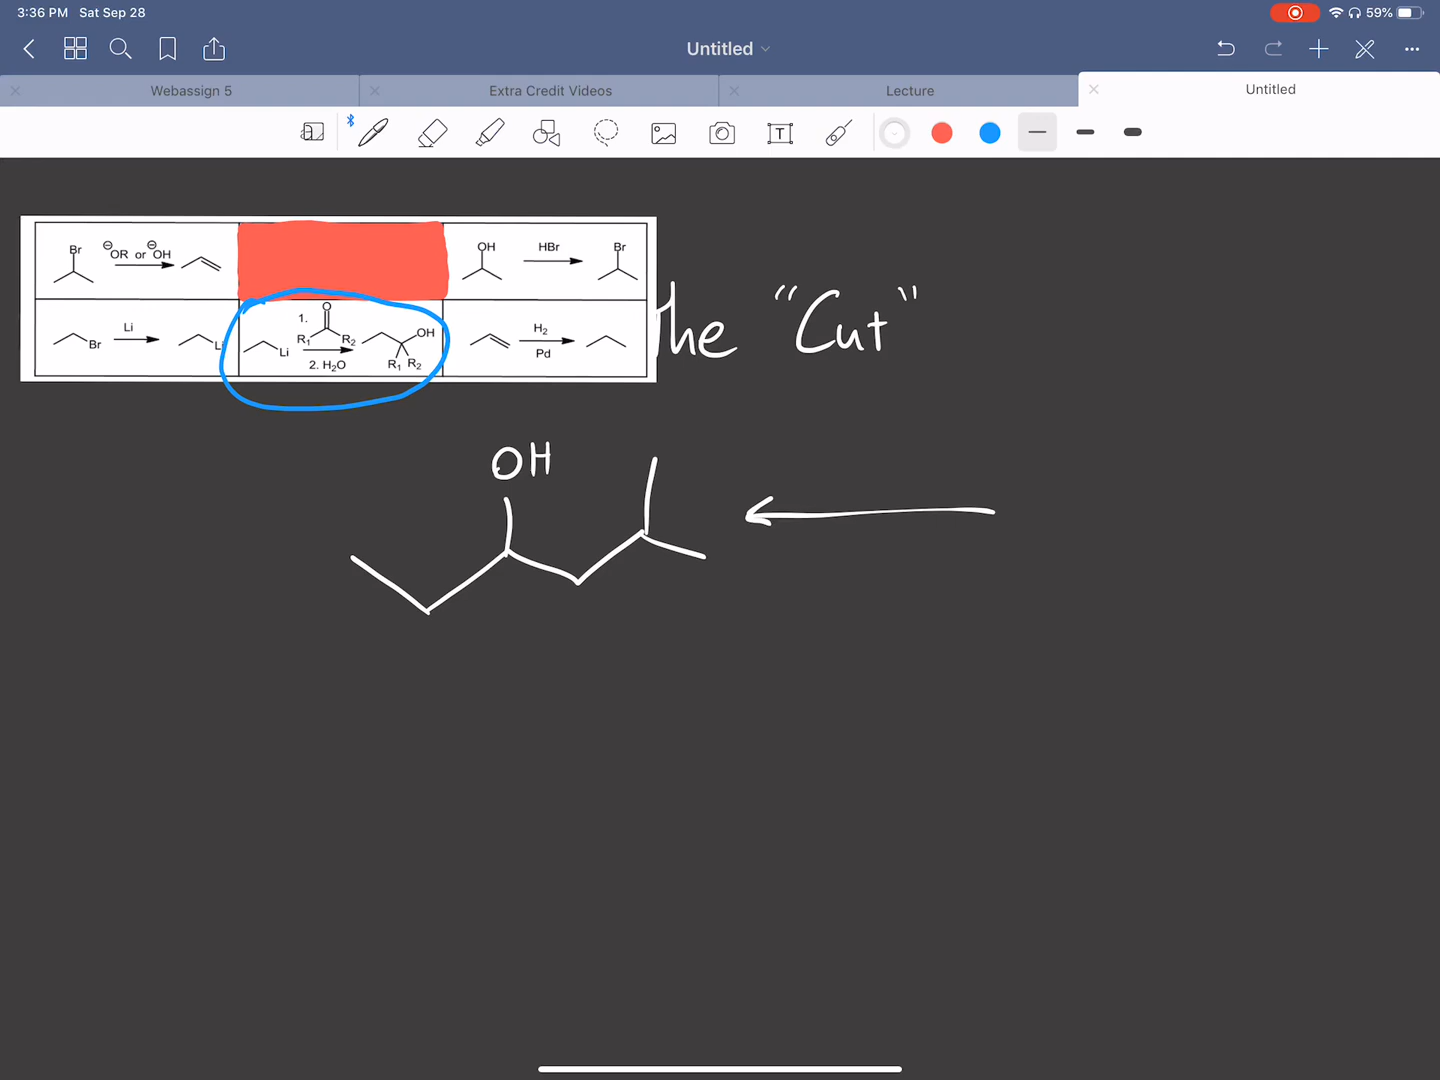 3:36 PM Sat Sep 28
59%
Untitled
Webassign 5
Extra Credit Videos
Lecture
Untitled
T
Br
⊖OR or ⊖OH
OH
HBr
Br
Br
Li
Li
Li
1.
O
R1 R2
2. H2O
OH
R1 R2
H2
Pd
the "Cut"
OH